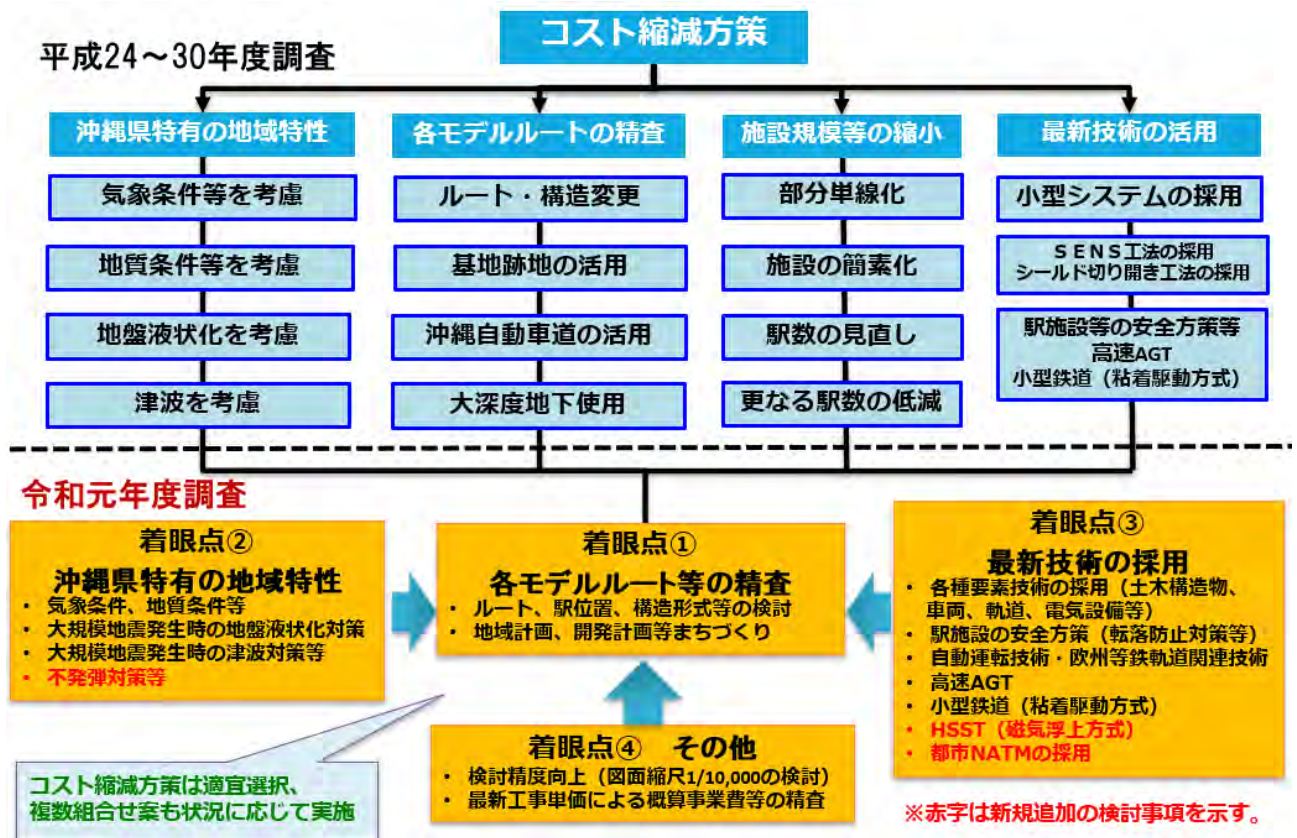 コスト縮減方策
平成24～30年度調査
沖縄県特有の地域特性
気象条件等を考慮
地質条件等を考慮
地盤液状化を考慮
津波を考慮
各モデルルートの精査
ルート・構造変更
基地跡地の活用
沖縄自動車道の活用
大深度地下使用
施設規模等の縮小
部分単線化
施設の簡素化
駅数の見直し
更なる駅数の低減
最新技術の活用
小型システムの採用
ＳＥＮＳ工法の採用
シールド切り開き工法の採用
駅施設等の安全方策等
高速AGT
小型鉄道（粘着駆動方式）
令和元年度調査
着眼点②
沖縄県特有の地域特性
・ 気象条件、地質条件等
・ 大規模地震発生時の地盤液状化対策
・ 大規模地震発生時の津波対策等
・ 不発弾対策等
着眼点①
各モデルルート等の精査
・ ルート、駅位置、構造形式等の検討
・ 地域計画、開発計画等まちづくり
着眼点③
最新技術の採用
・ 各種要素技術の採用（土木構造物、
車両、軌道、電気設備等）
・ 駅施設の安全方策（転落防止対策等）
・ 自動運転技術・欧州等鉄軌道関連技術
・ 高速AGT
・ 小型鉄道（粘着駆動方式）
・ HSST（磁気浮上方式）
・ 都市NATMの採用
着眼点④　その他
・ 検討精度向上（図面縮尺1/10,000の検討）
・ 最新工事単価による概算事業費等の精査
コスト縮減方策は適宜選択、
複数組合せ案も状況に応じて実施
※赤字は新規追加の検討事項を示す。